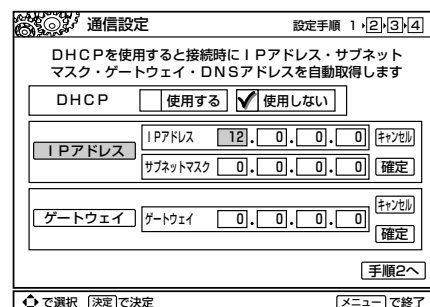 通信設定 設定手順 1・2・3・4
DHCPを使用すると接続時にIPアドレス・サブネット
マスク・ゲートウェイ・DNSアドレスを自動取得します
DHCP 使用する 使用しない
IPアドレス
IPアドレス 12. 0. 0. 0 キャンセル
サブネットマスク 0. 0. 0. 0 確定
ゲートウェイ
ゲートウェイ 0. 0. 0. 0 キャンセル
確定
手順2へ
で選択 決定で決定 メニューで終了